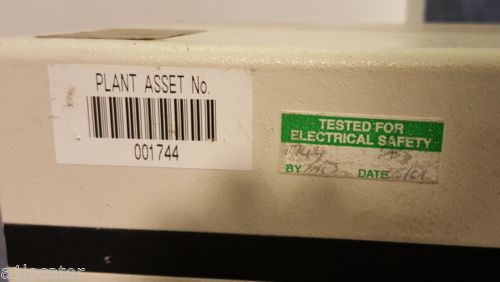 PLANT ASSET No.
001744
TESTED FOR
ELECTRICAL SAFETY
BY DATE